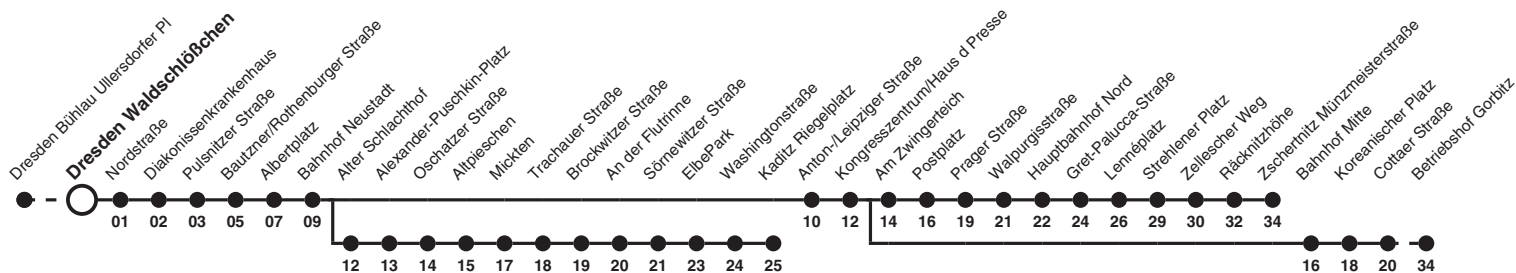 Dresden Bühlau Ullersdorfer Pl
Dresden Waldschlößchen
Nordstraße
Diakonissenkrankenhaus
Pulsnitzer Straße
Bautzner/Rothenburger Straße
Albertplatz
Bahnhof Neustadt
Alter Schlachthof
Alexander-Puschkin-Platz
Oschatzer Straße
Altpieschen
Mickten
Trachauer Straße
Brockwitzer Straße
An der Flutrinne
Sörnewitzer Straße
ElbePark
Washingtonstraße
Kaditz Riegelplatz
Anton-/Leipziger Straße
Kongresszentrum/Haus d Presse
Am Zwingerteich
Postplatz
Prager Straße
Walpurgisstraße
Hauptbahnhof Nord
Gret-Palucca-Straße
Lennéplatz
Strehlener Platz
Zellescher Weg
Räcknitzhöhe
Zschertnitz Münzmeisterstraße
Bahnhof Mitte
Koreanischer Platz
Cottaer Straße
Betriebshof Gorbitz
01 02 03 05 07 09 10 12 14 16 19 21 22 24 26 29 30 32 34
12 13 14 15 17 18 19 20 21 23 24 25 16 18 20 34